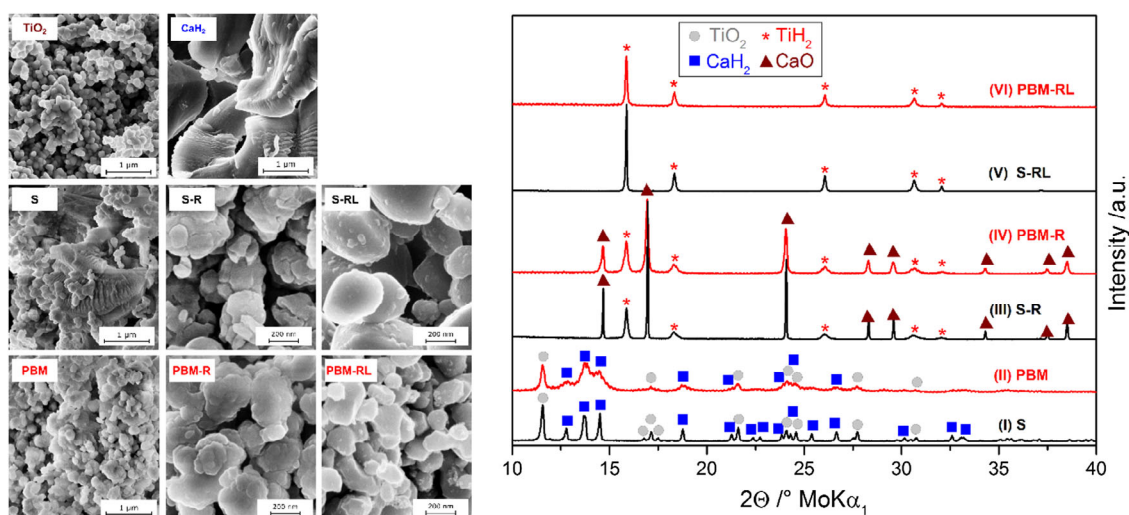 TiO₂
1 µm
CaH₂
1 µm
S
1 µm
S-R
200 nm
S-RL
200 nm
PBM
1 µm
PBM-R
200 nm
PBM-RL
200 nm
TiO₂ * TiH₂
CaH₂ CaO
(VI) PBM-RL
(V) S-RL
(IV) PBM-R
(III) S-R
(II) PBM
(I) S
10 15 20 25 30 35 40
2Θ /° MoKα₁
Intensity /a.u.